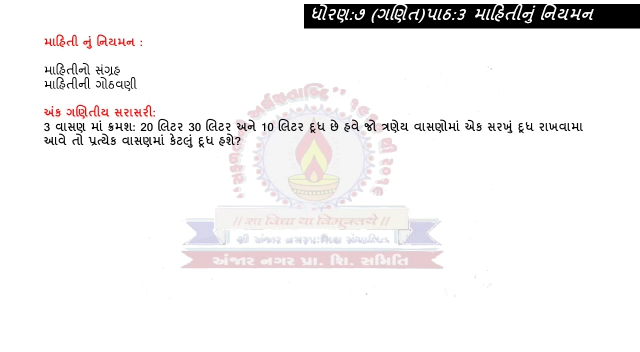 ધોરણ:૭ (ગણિત)પાઠ:૩ માહિતીનું નિયમન
માહિતી નું નિયમન :
માહિતીનો સંગ્રહ
માહિતીની ગોઠવણી
અંક ગણિતીય સરાસરી:
3 વાસણ માં ક્રમશ: 20 લિટર 30 લિટર અને 10 લિટર દૂધ છે હવે જો ત્રણેય વાસણોમાં એક સરખું દૂધ રાખવામા
આવે તો પ્રત્યેક વાસણમાં કેટલું દૂધ હશે?
|| सा विद्या या विमुक्तये ||
અંજાર નગર પ્રા. શિ. સમિતિ